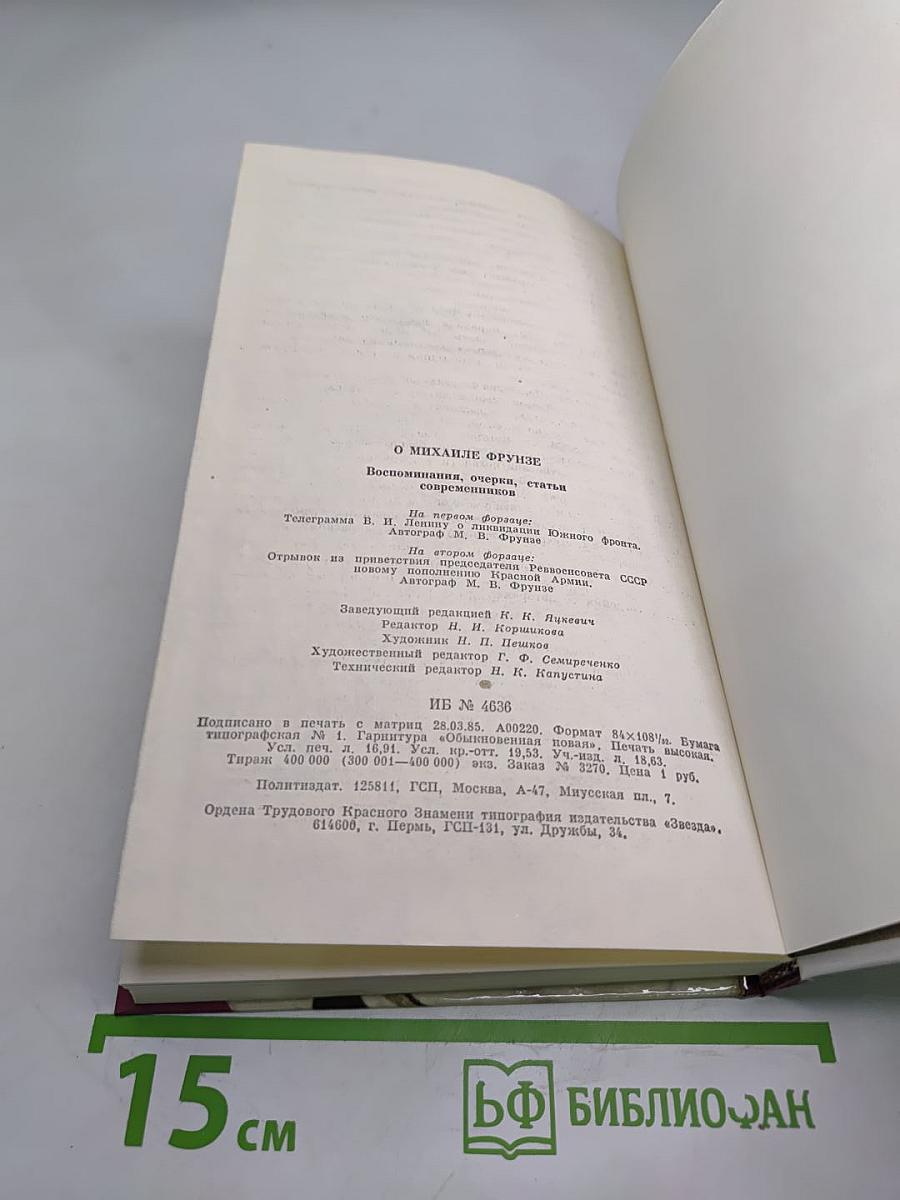 О МИХАИЛЕ ФРУНЗЕ
Воспоминания, очерки, статьи
современников
На первом форзаце:
Телеграмма В. И. Ленину о ликвидации Южного фронта.
Автограф М. В. Фрунзе
На втором форзаце:
Отрывок из приветствия председателя Реввоенсовета СССР
новому пополнению Красной Армии.
Автограф М. В. Фрунзе
Заведующий редакцией К. К. Яцкевич
Редактор Н. И. Коршикова
Художник Н. П. Пешков
Художественный редактор Г. Ф. Семиреченко
Технический редактор Н. К. Капустина
ИБ № 4636
Подписано в печать с матриц 28.03.85. А00220. Формат 84×108¹/₃₂. Бумага
типографская № 1. Гарнитура «Обыкновенная новая». Печать высокая.
Усл. печ. л. 16,91. Усл. кр.-отт. 19,53. Уч.-изд. л. 18,63.
Тираж 400 000 (300 001—400 000) экз. Заказ № 3270. Цена 1 руб.
Политиздат. 125811, ГСП, Москва, А-47, Миусская пл., 7.
Ордена Трудового Красного Знамени типография издательства «Звезда».
614600, г. Пермь, ГСП-131, ул. Дружбы, 34.
15 см
БФ БИБЛИОФАН